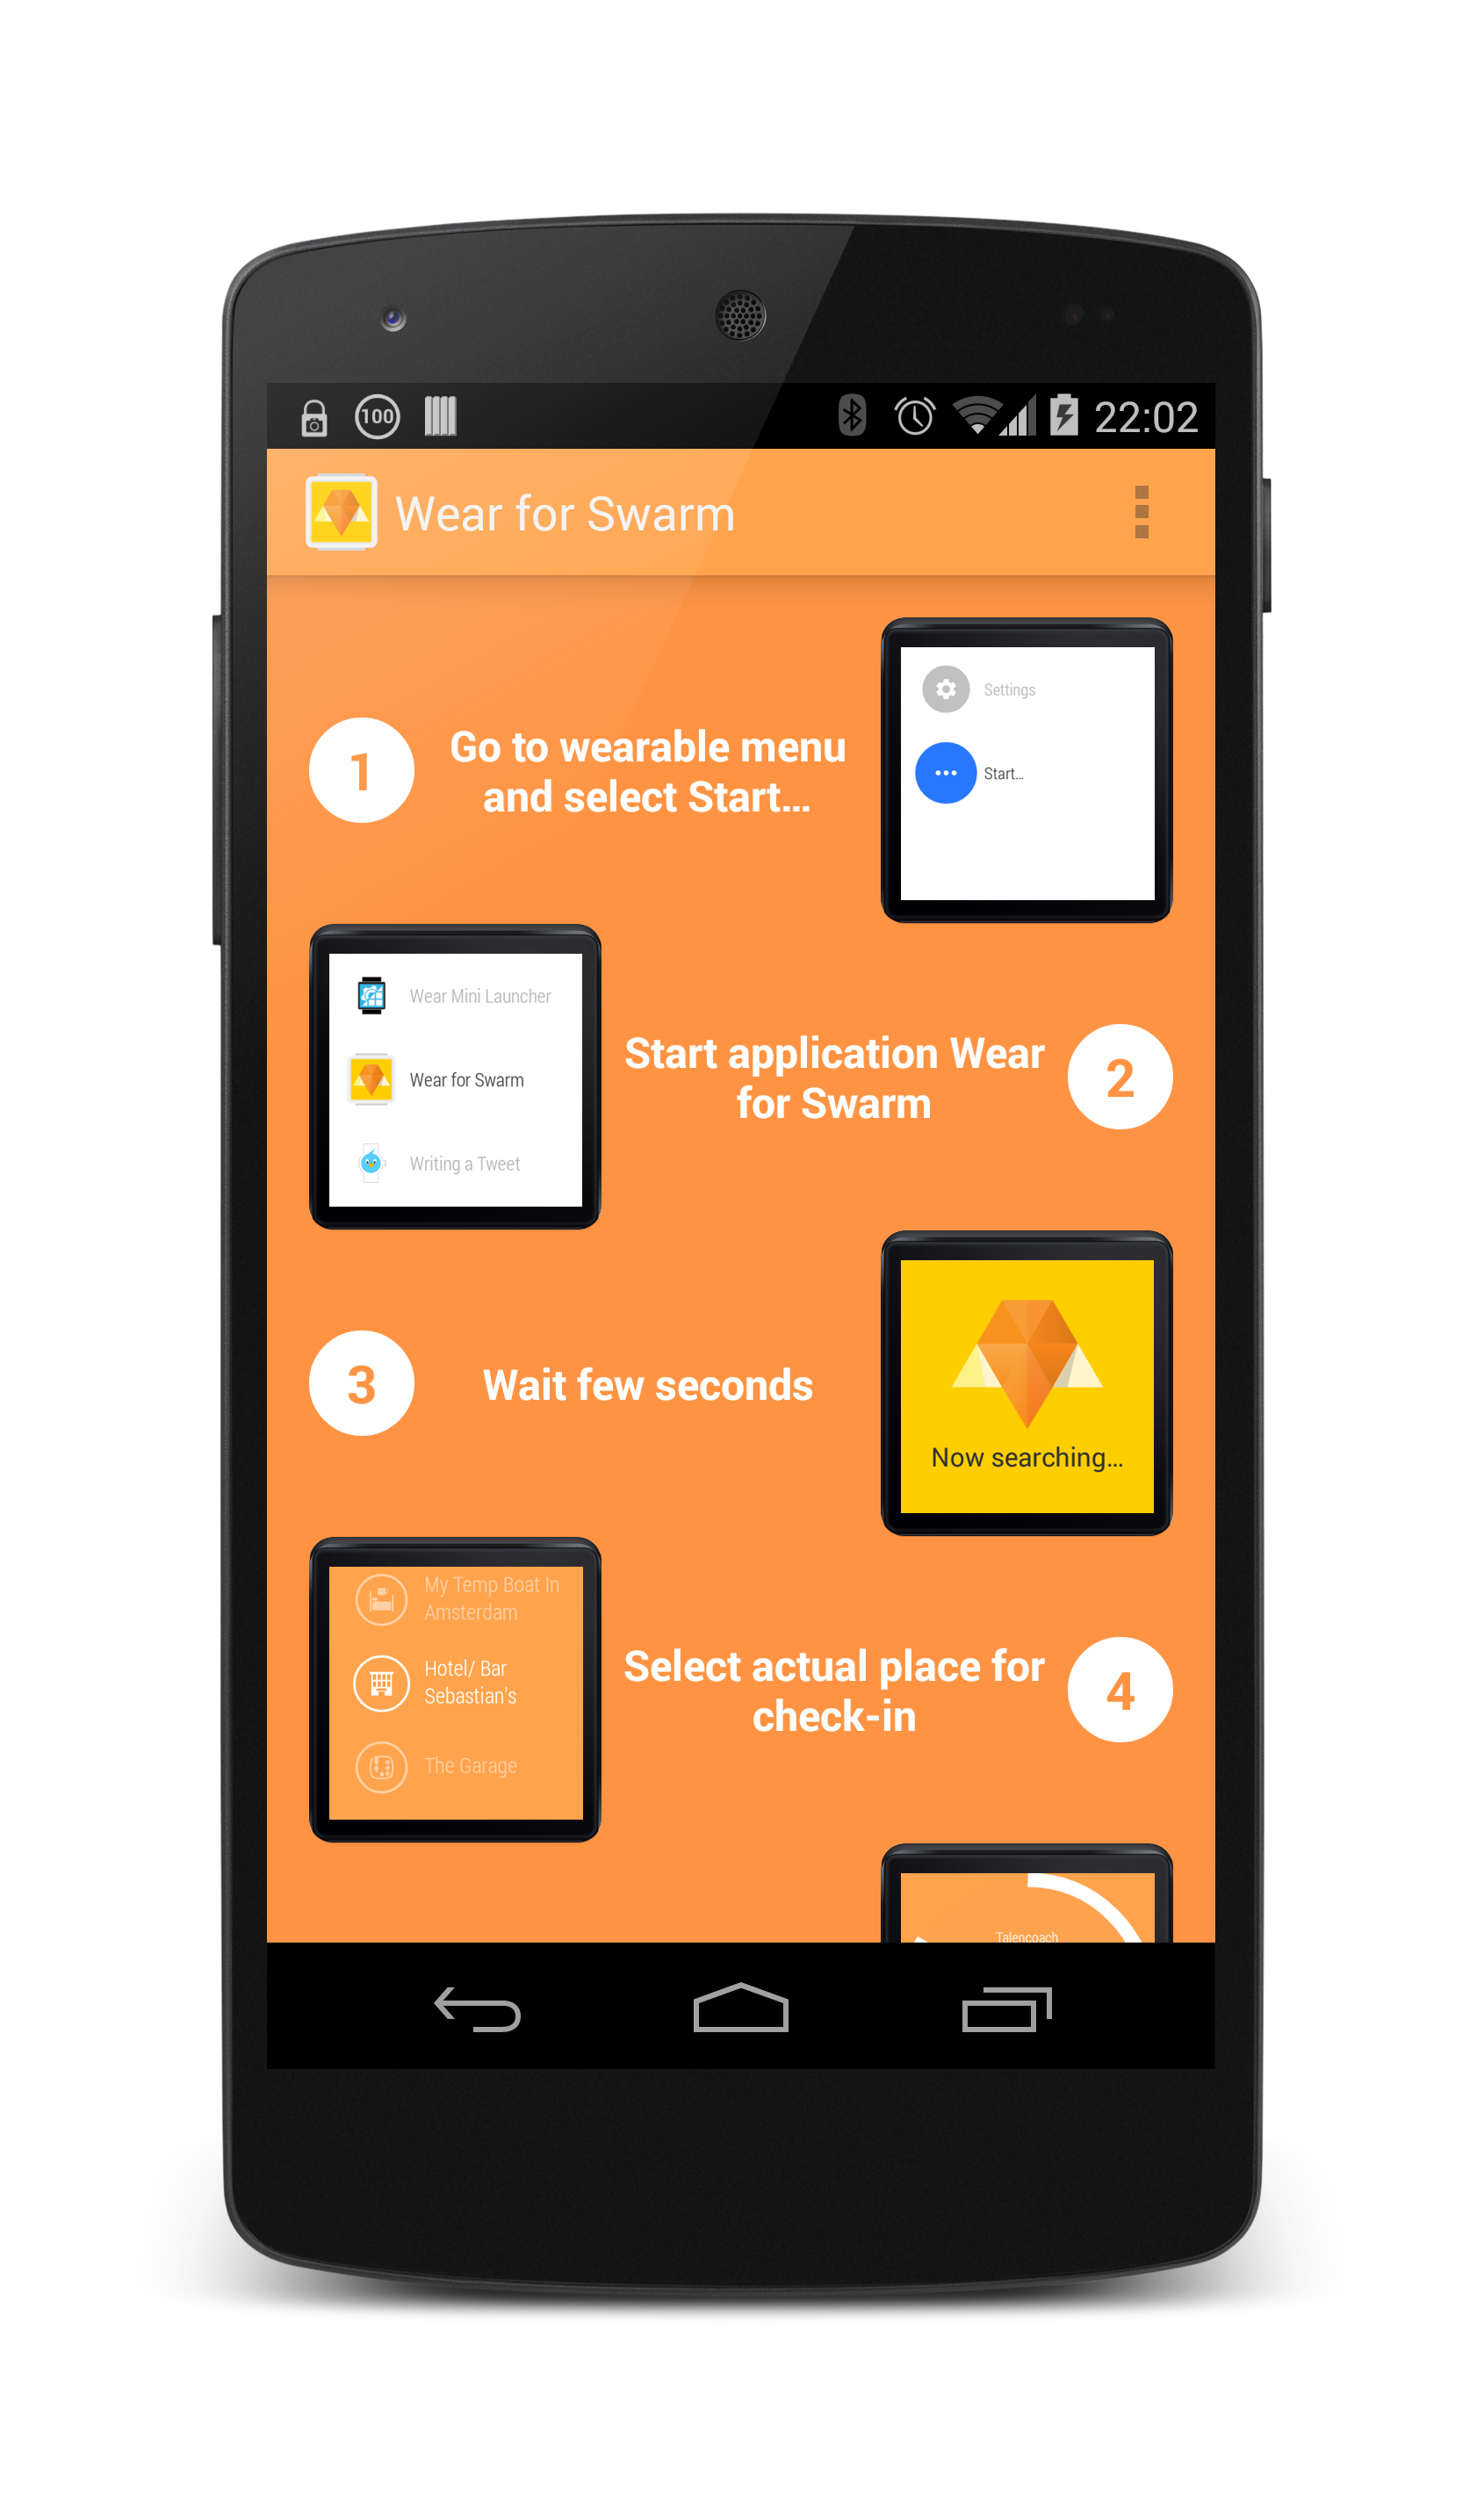 100
22:02
Wear for Swarm
1
Go to wearable menu
and select Start...
Settings
Start...
Wear Mini Launcher
Wear for Swarm
Writing a Tweet
Start application Wear
for Swarm
2
3
Wait few seconds
Now searching...
My Temp Boat In
Amsterdam
Hotel/ Bar
Sebastian's
The Garage
Select actual place for
check-in
4
Talencoach